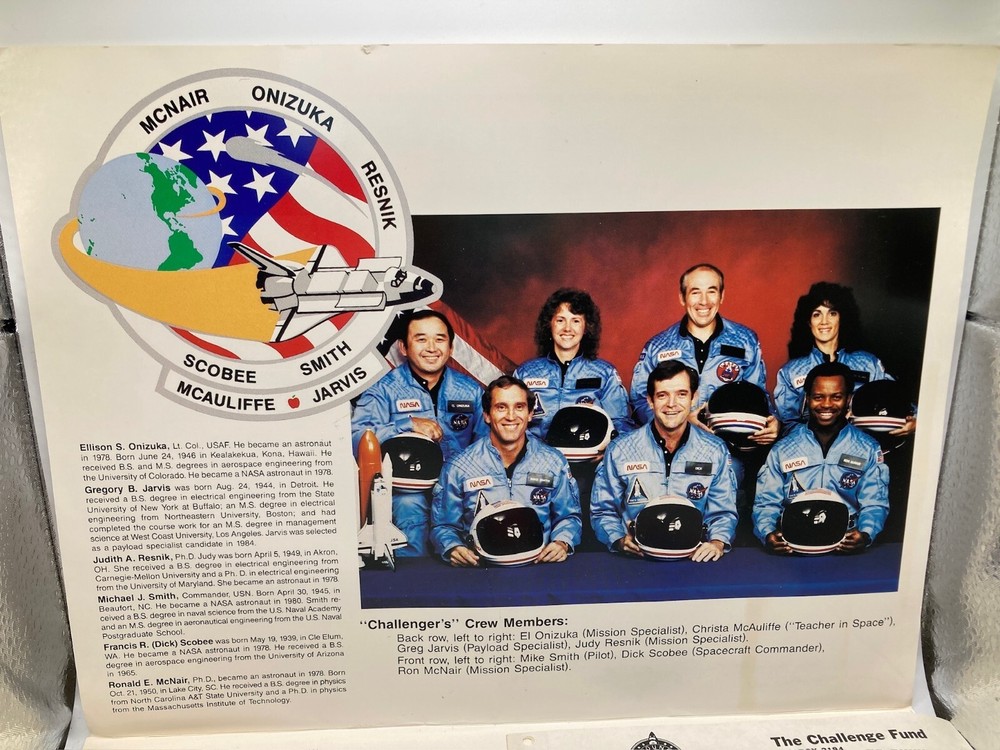 MCNAIR ONIZUKA RESNIK
SCOBEE SMITH
MCAULIFFE JARVIS
Ellison S. Onizuka, Lt. Col., USAF. He became an astronaut
in 1978. Born June 24, 1946 in Kealakekua, Kona, Hawaii. He
received B.S. and M.S. degrees in aerospace engineering from
the University of Colorado. He became a NASA astronaut in 1978.
Gregory B. Jarvis was born Aug. 24, 1944, in Detroit. He
received a B.S. degree in electrical engineering from the State
University of New York at Buffalo; an M.S. degree in electrical
engineering from Northeastern University, Boston; and had
completed the course work for an M.S. degree in management
science at West Coast University, Los Angeles. Jarvis was selected
as a payload specialist candidate in 1984.
Judith A. Resnik, Ph.D. Judy was born April 5, 1949, in Akron,
OH. She received a B.S. degree in electrical engineering from
Carnegie-Mellon University and a Ph. D. in electrical engineering
from the University of Maryland. She became an astronaut in 1978.
Michael J. Smith, Commander, USN. Born April 30, 1945, in
Beaufort, NC. He became a NASA astronaut in 1980. Smith re-
ceived a B.S. degree in naval science from the U.S. Naval Academy
and an M.S. degree in aeronautical engineering from the U.S. Naval
Postgraduate School.
Francis R. (Dick) Scobee was born May 19, 1939, in Cle Elum,
WA. He became a NASA astronaut in 1978. He received a B.S.
degree in aerospace engineering from the University of Arizona
in 1965.
Ronald E. McNair, Ph.D., became an astronaut in 1978. Born
Oct. 21, 1950, in Lake City, SC. He received a B.S. degree in physics
from North Carolina A&T State University and a Ph.D. in physics
from the Massachusetts Institute of Technology.
NASA
NASA
NASA
NASA
NASA
NASA
NASA
"Challenger's" Crew Members:
Back row, left to right: El Onizuka (Mission Specialist), Christa McAuliffe ("Teacher in Space"),
Greg Jarvis (Payload Specialist), Judy Resnik (Mission Specialist).
Front row, left to right: Mike Smith (Pilot), Dick Scobee (Spacecraft Commander),
Ron McNair (Mission Specialist).
The Challenge Fund